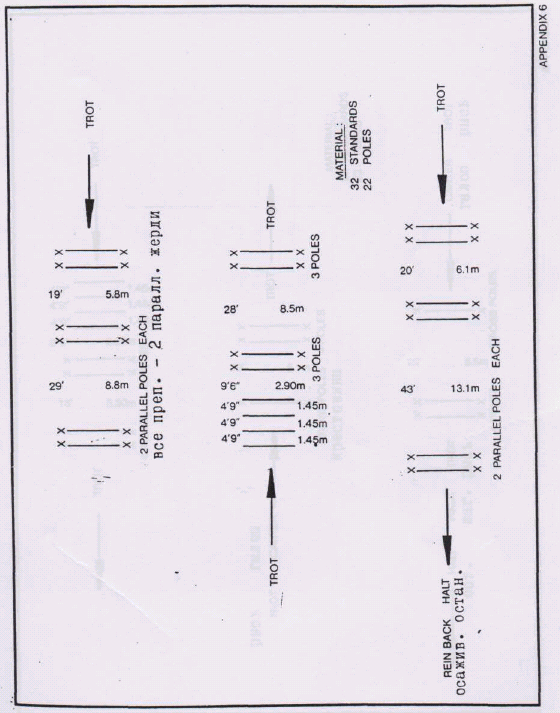 APPENDIX 6
TROT
19' 5.8m
29' 8.8m
2 PARALLEL POLES EACH
все преп. - 2 паралл. жерди
TROT
28' 8.5m
3 POLES
9'6" 2.90m
3 POLES
4'9" 1.45m
4'9" 1.45m
4'9" 1.45m
TROT
MATERIAL:
32 STANDARDS
22 POLES
TROT
20' 6.1m
43' 13.1m
2 PARALLEL POLES EACH
REIN BACK HALT
осажив. остан.